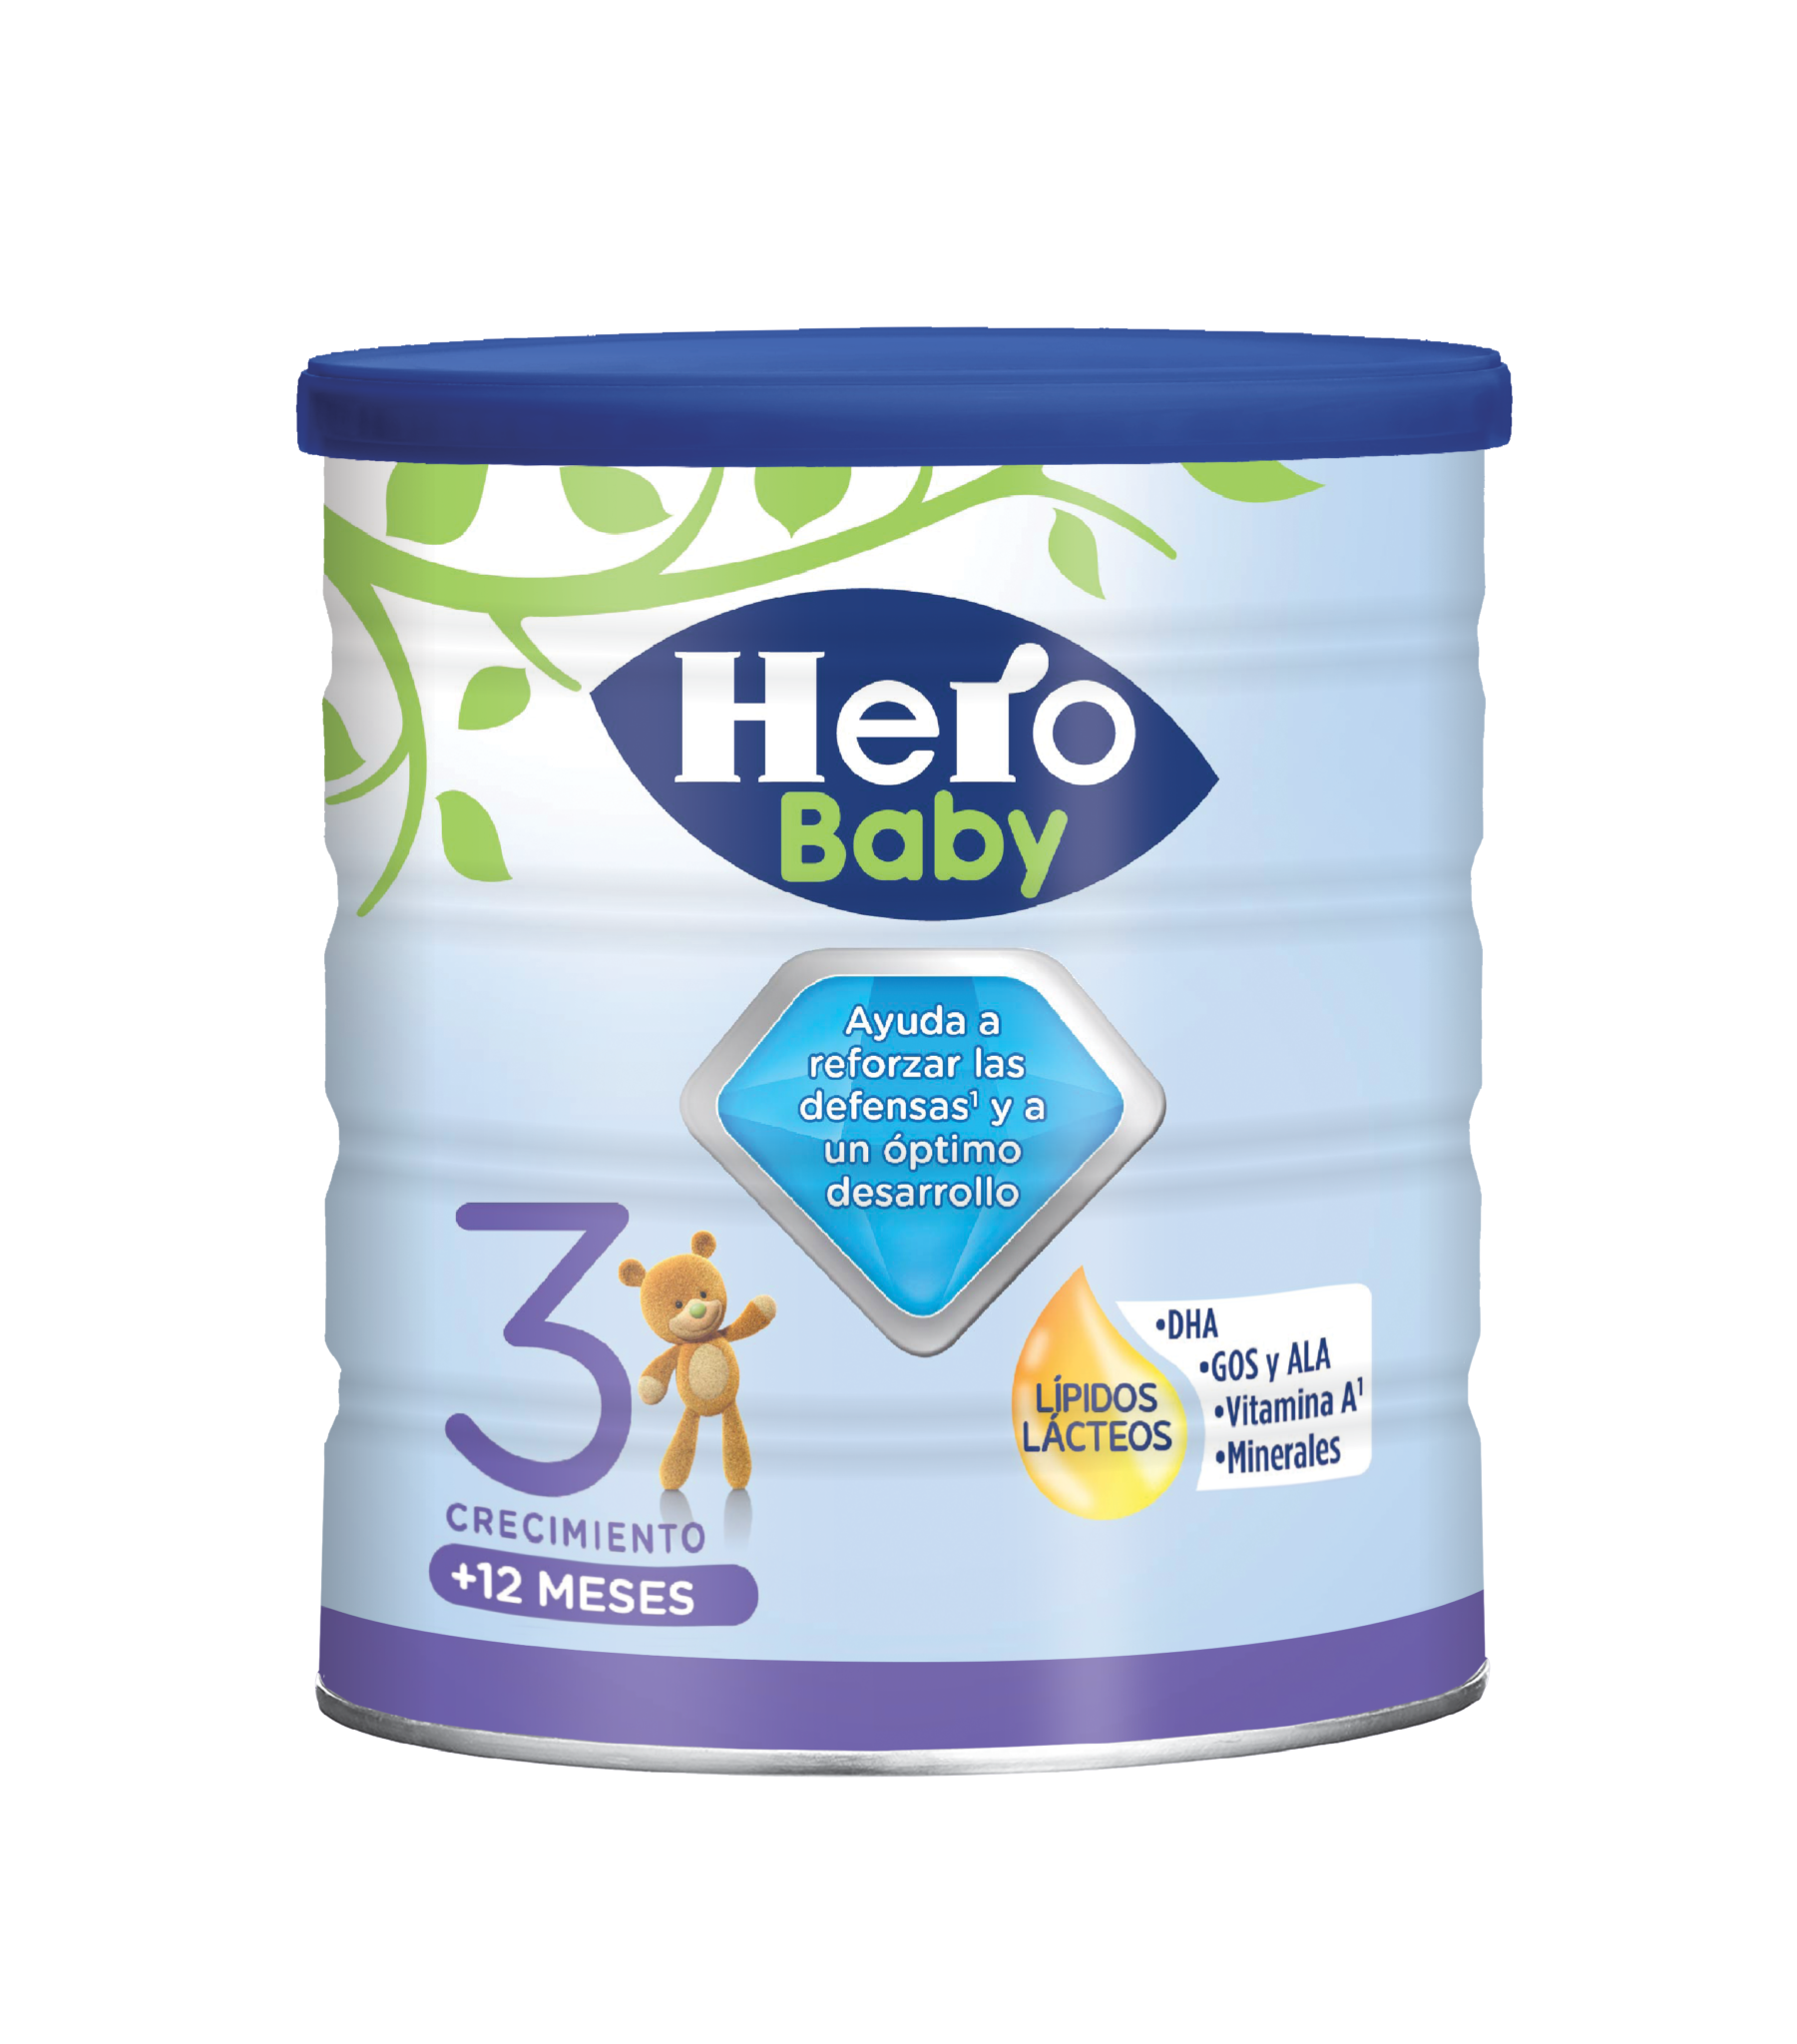 Hero
Baby
Ayuda a
reforzar las
defensas¹ y a
un óptimo
desarrollo
3
CRECIMIENTO
+12 MESES
LÍPIDOS
LÁCTEOS
•DHA
•GOS y ALA
•Vitamina A¹
•Minerales